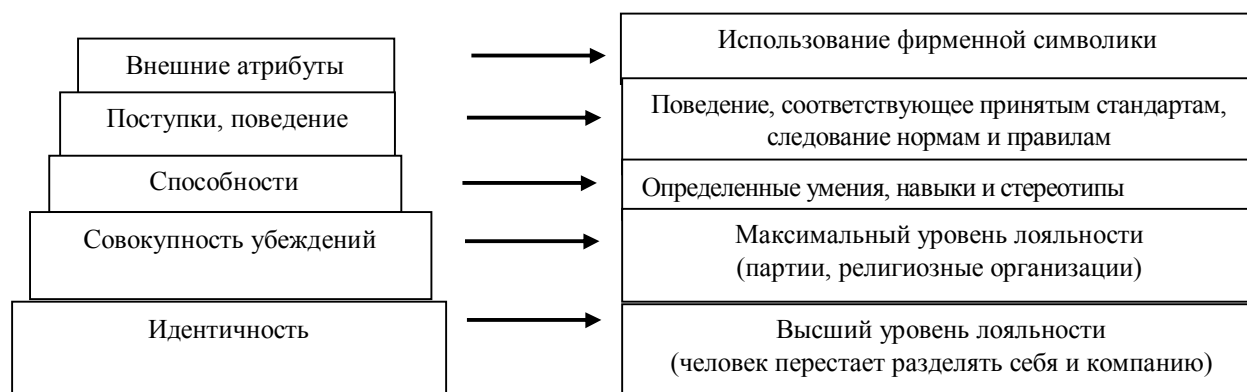 Внешние атрибуты
Использование фирменной символики
Поступки, поведение
Поведение, соответствующее принятым стандартам,
следование нормам и правилам
Способности
Определенные умения, навыки и стереотипы
Совокупность убеждений
Максимальный уровень лояльности
(партии, религиозные организации)
Идентичность
Высший уровень лояльности
(человек перестает разделять себя и компанию)